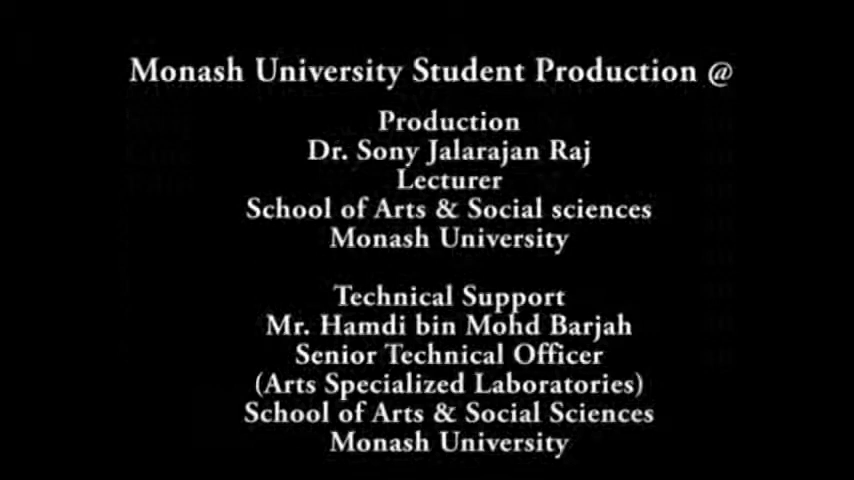 Monash University Student Production @
Production
Dr. Sony Jalarajan Raj
Lecturer
School of Arts & Social sciences
Monash University
Technical Support
Mr. Hamdi bin Mohd Barjah
Senior Technical Officer
(Arts Specialized Laboratories)
School of Arts & Social Sciences
Monash University